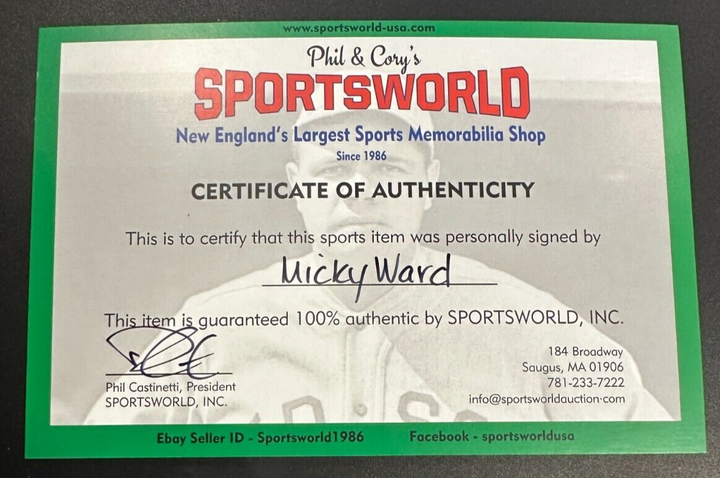 www.sportsworld-usa.com
Phil & Cory's
SPORTSWORLD
New England's Largest Sports Memorabilia Shop
Since 1986
CERTIFICATE OF AUTHENTICITY
This is to certify that this sports item was personally signed by
Micky Ward
This item is guaranteed 100% authentic by SPORTSWORLD, INC.
Phil Castinetti, President
SPORTSWORLD, INC.
184 Broadway
Saugus, MA 01906
781-233-7222
info@sportsworldauction.com
Ebay Seller ID - Sportsworld1986 Facebook - sportsworldusa